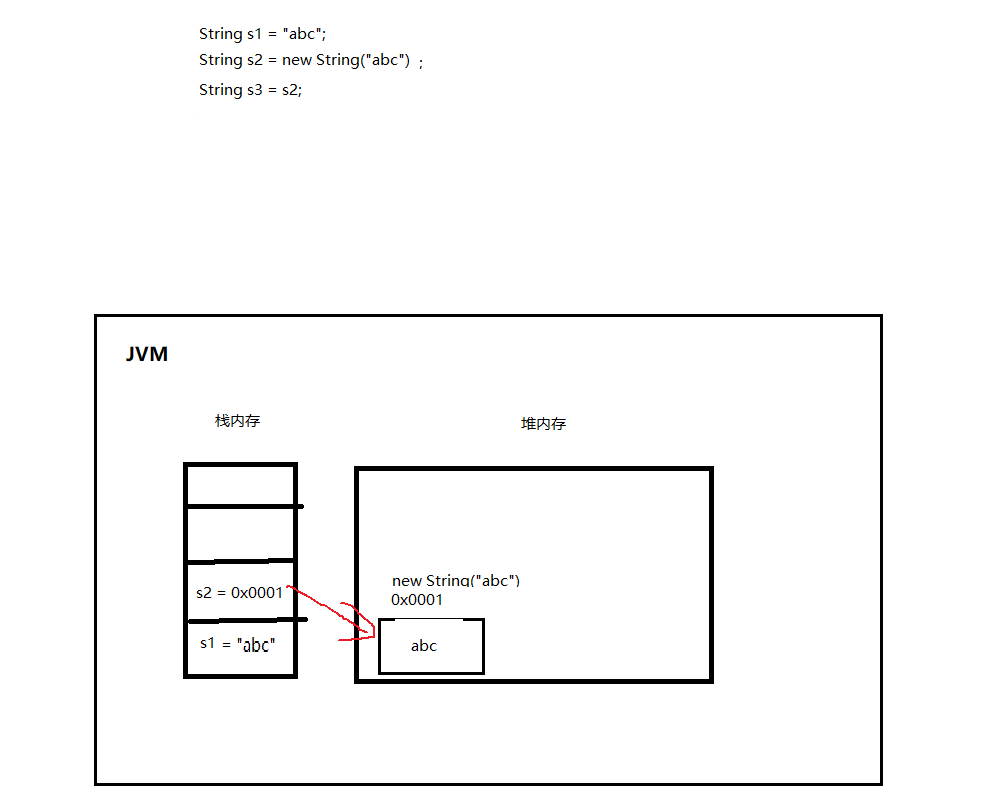 String s1 = "abc";
String s2 = new String("abc") ;
String s3 = s2;
JVM
栈内存
堆内存
new String("abc")
s2 = 0x0001
0x0001
s1 = "abc"
abc